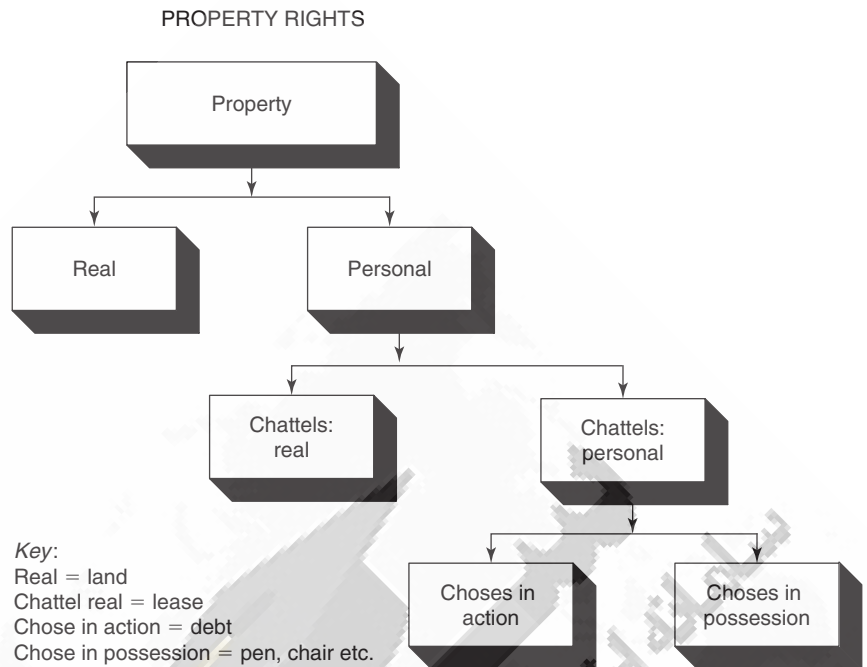 PROPERTY RIGHTS
Property
Real
Personal
Chattels:
real
Chattels:
personal
Choses in
action
Choses in
possession
Key:
Real = land
Chattel real = lease
Chose in action = debt
Chose in possession = pen, chair etc.